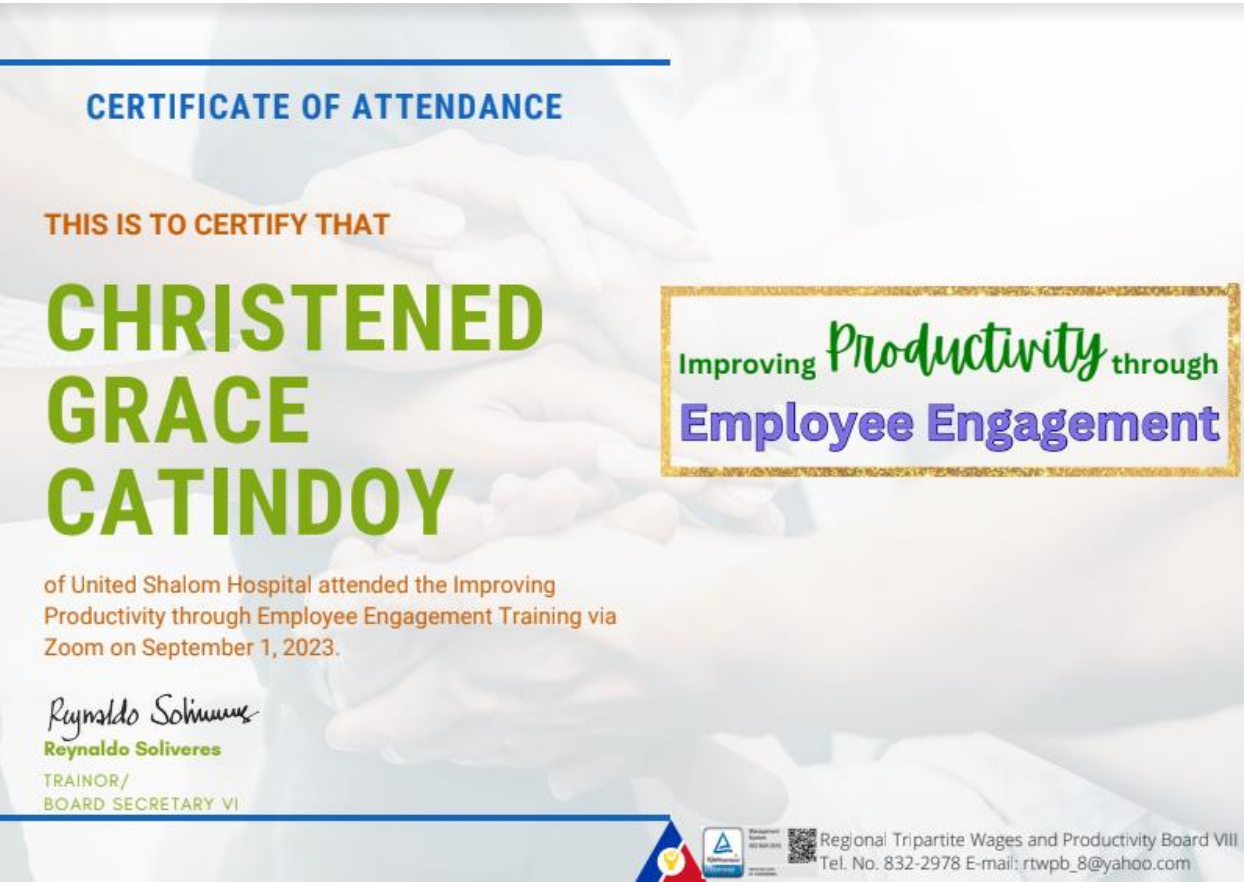 CERTIFICATE OF ATTENDANCE
THIS IS TO CERTIFY THAT
CHRISTENED
GRACE
CATINDOY
of United Shalom Hospital attended the Improving
Productivity through Employee Engagement Training via
Zoom on September 1, 2023.
Reynaldo Soliveres
TRAINOR/
BOARD SECRETARY VI
Improving Productivity through
Employee Engagement
Regional Tripartite Wages and Productivity Board VIII
Tel. No. 832-2978 E-mail: rtwpb_8@yahoo.com